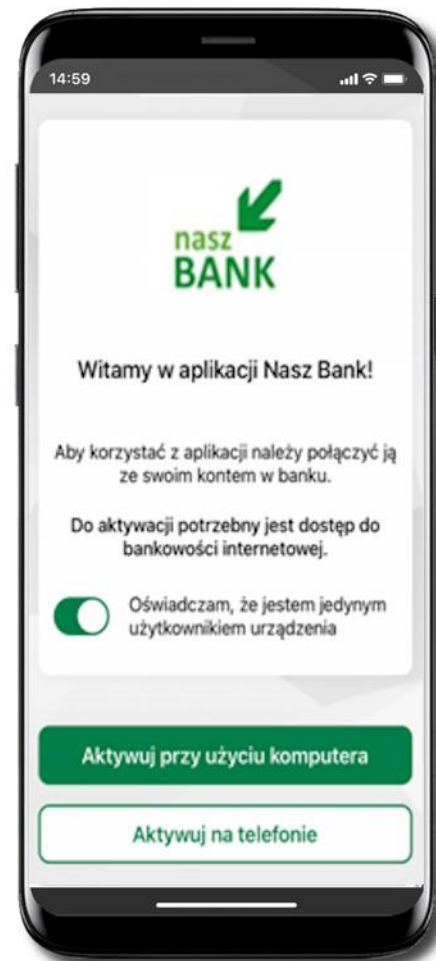 14:59
nasz
BANK
Witamy w aplikacji Nasz Bank!
Aby korzystać z aplikacji należy połączyć ją
ze swoim kontem w banku.
Do aktywacji potrzebny jest dostęp do
bankowości internetowej.
Oświadczam, że jestem jedynym
użytkownikiem urządzenia
Aktywuj przy użyciu komputera
Aktywuj na telefonie